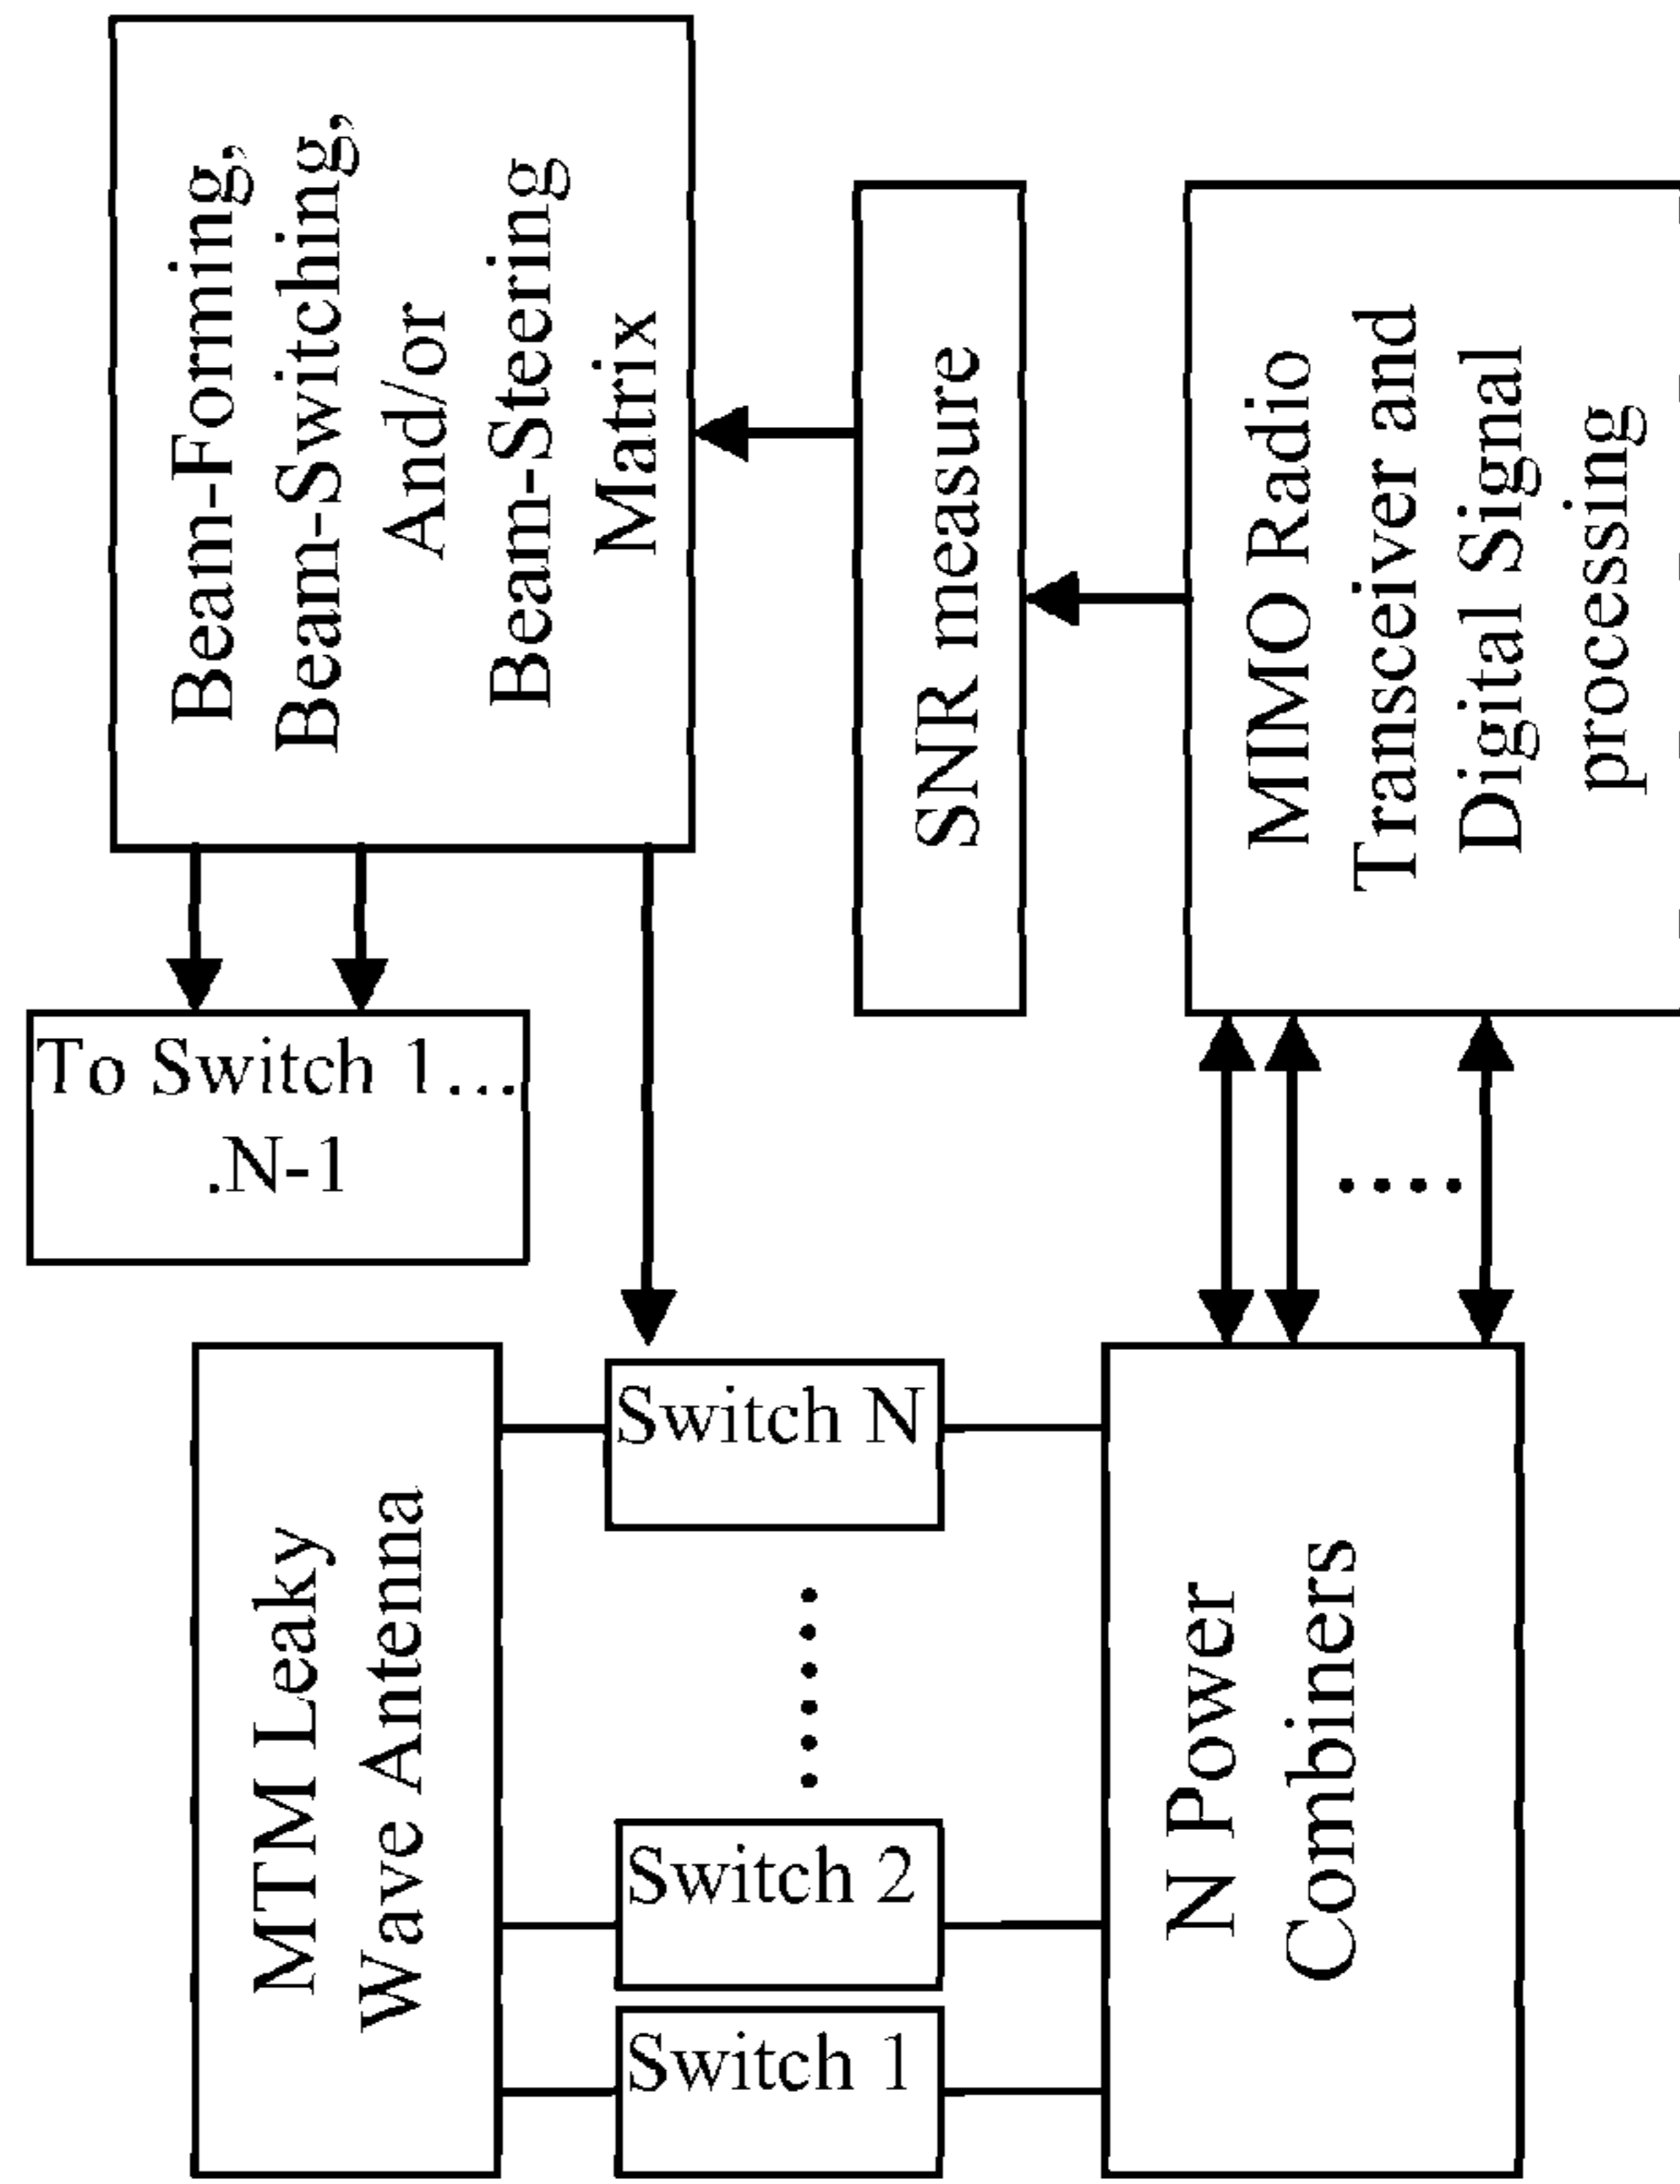 Beam-Forming,
Beam-Switching,
And/or
Beam-Steering
Matrix
SNR measure
MIMO Radio
Transceiver and
Digital Signal
processing
To Switch 1...
.N-1
MTM Leaky
Wave Antenna
Switch N
Switch 2
Switch 1
N Power
Combiners